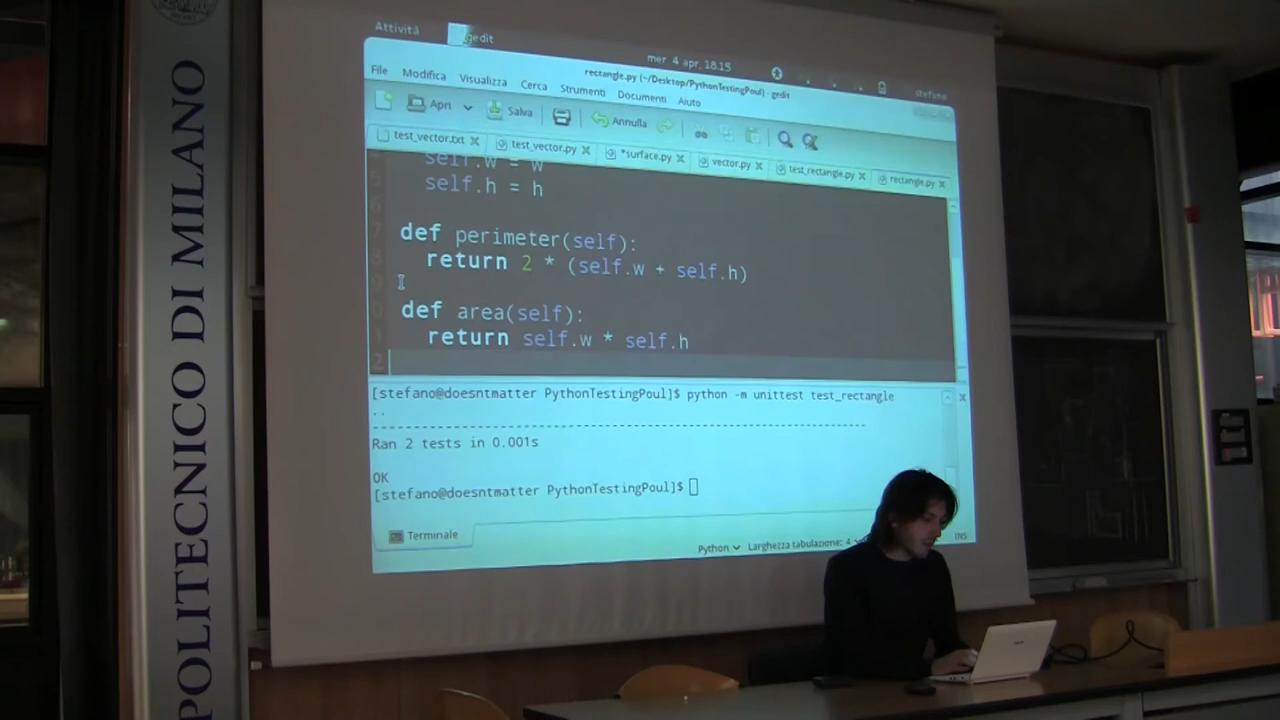 POLITECNICO DI MILANO
Attività
gedit
mer 4 apr, 18.15
stefano
rectangle.py (~/Desktop/PythonTestingPoul) - gedit
File Modifica Visualizza Cerca Strumenti Documenti Aiuto
Apri Salva Annulla
test_vector.txt test_vector.py *surface.py vector.py test_rectangle.py rectangle.py
self.w = w
self.h = h
def perimeter(self):
return 2 * (self.w + self.h)
def area(self):
return self.w * self.h
[stefano@doesntmatter PythonTestingPoul]$ python -m unittest test_rectangle
..
----------------------------------------------------------------------
Ran 2 tests in 0.001s
OK
[stefano@doesntmatter PythonTestingPoul]$
Terminale
Python Larghezza tabulazione: 4 INS